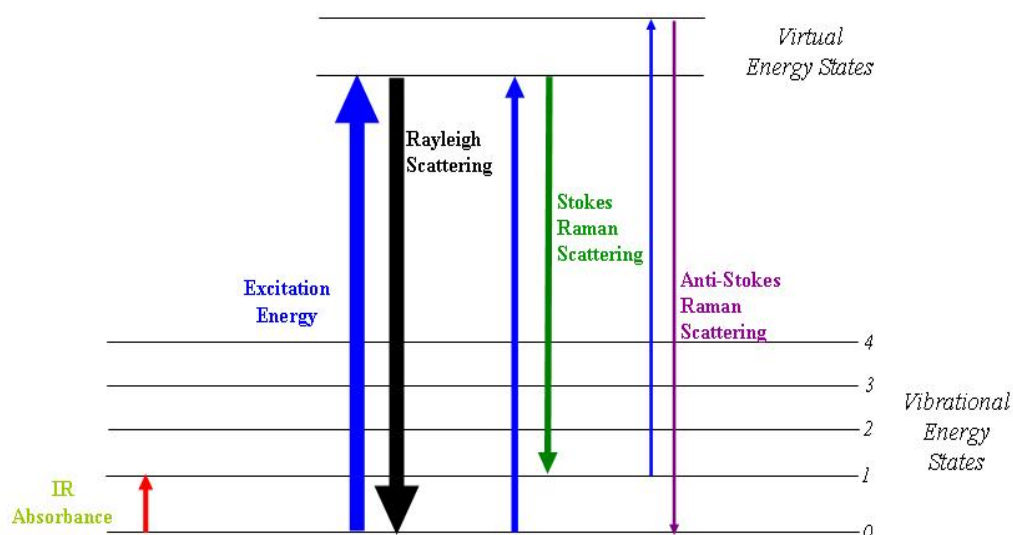 Virtual
Energy States
Rayleigh
Scattering
Stokes
Raman
Scattering
Excitation
Energy
Anti-Stokes
Raman
Scattering
4
3
2
1
0
Vibrational
Energy
States
IR
Absorbance